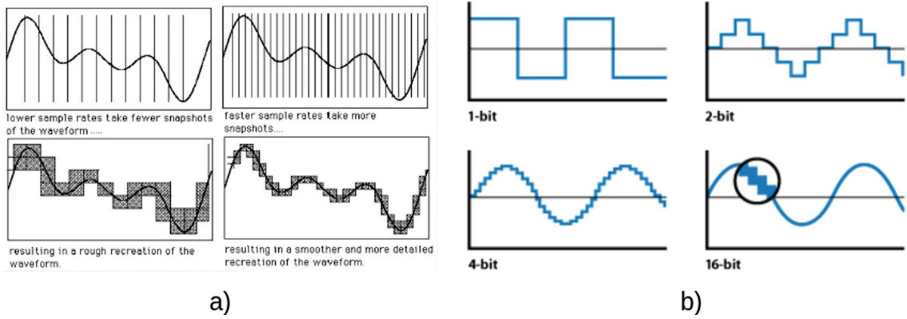 lower sample rates take fewer snapshots
of the waveform .....
faster sample rates take more
snapshots....
resulting in a rough recreation of the
waveform.
resulting in a smoother and more detailed
recreation of the waveform.
a)
1-bit
2-bit
4-bit
16-bit
b)